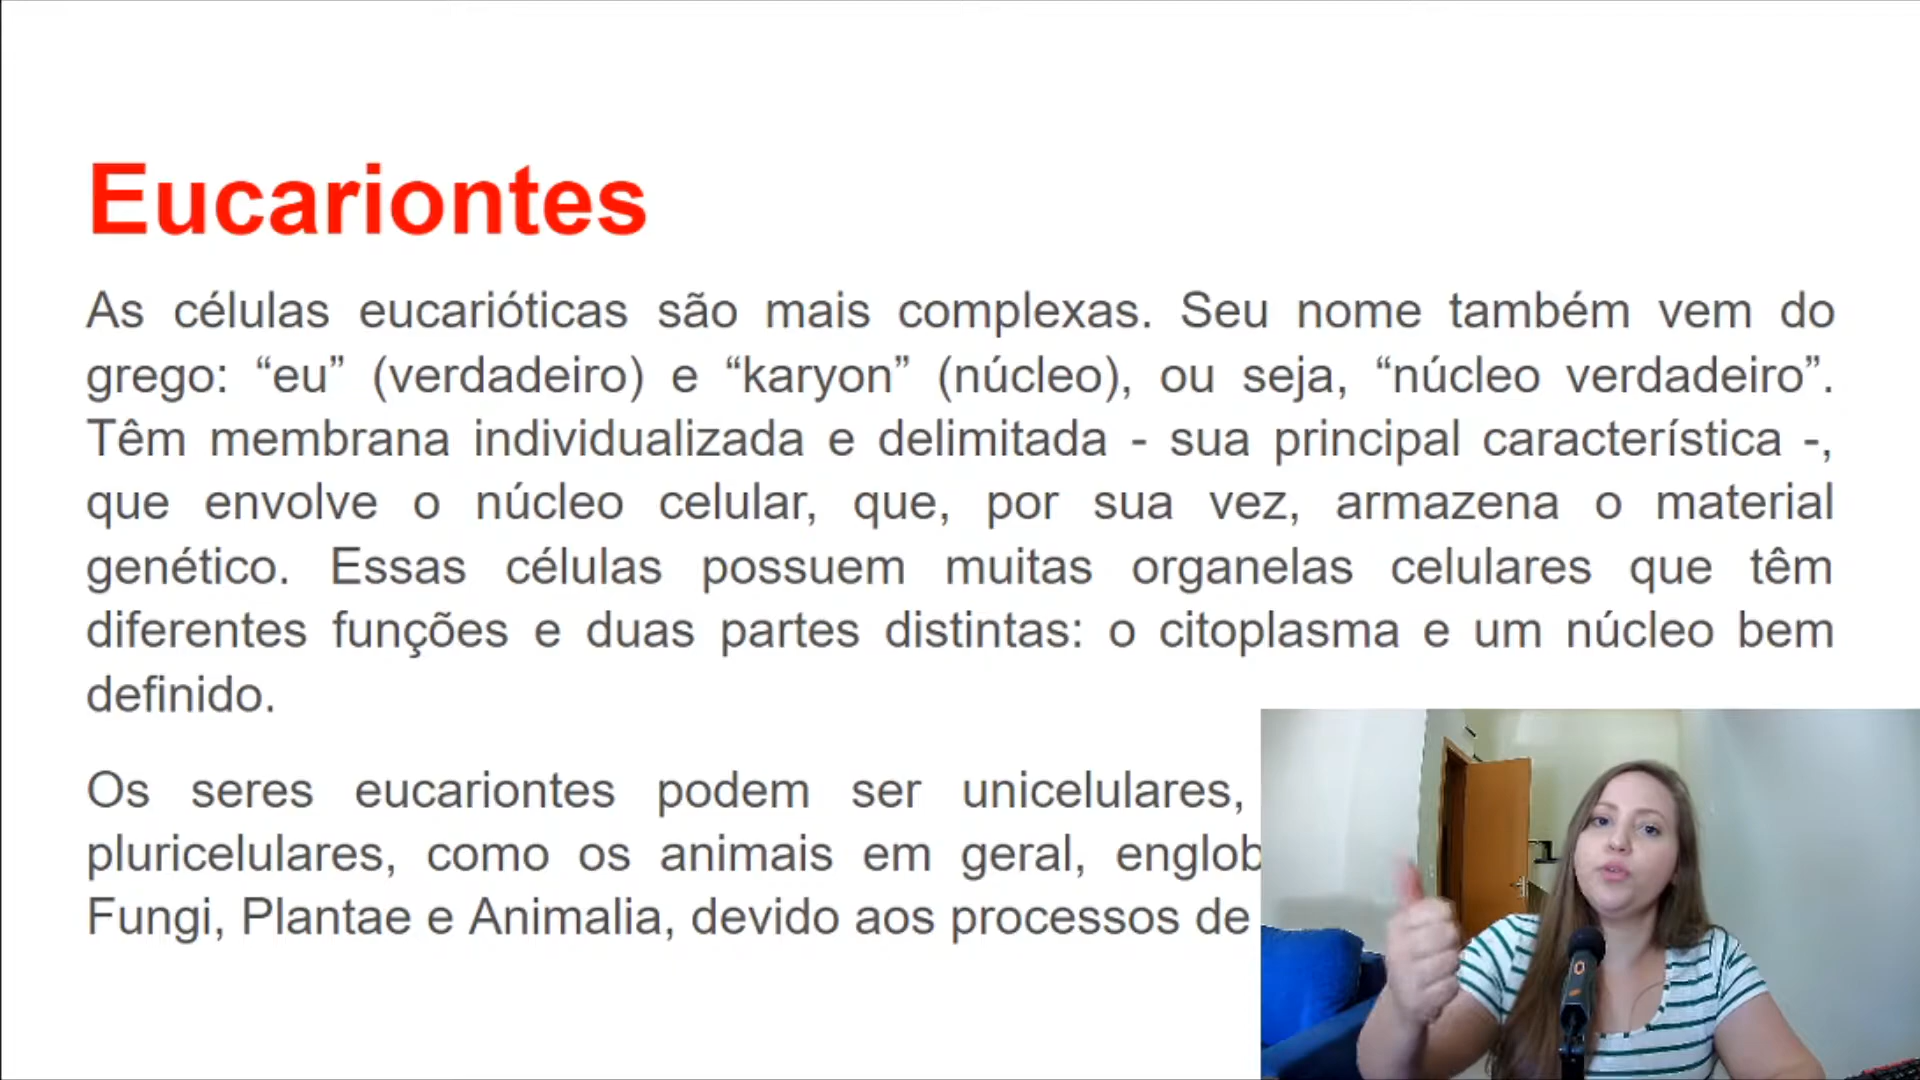 Eucariontes
As células eucarióticas são mais complexas. Seu nome também vem do
grego: “eu” (verdadeiro) e “karyon” (núcleo), ou seja, “núcleo verdadeiro”.
Têm membrana individualizada e delimitada - sua principal característica -,
que envolve o núcleo celular, que, por sua vez, armazena o material
genético. Essas células possuem muitas organelas celulares que têm
diferentes funções e duas partes distintas: o citoplasma e um núcleo bem
definido.
Os seres eucariontes podem ser unicelulares,
pluricelulares, como os animais em geral,
Fungi, Plantae e Animalia, devido aos processos de